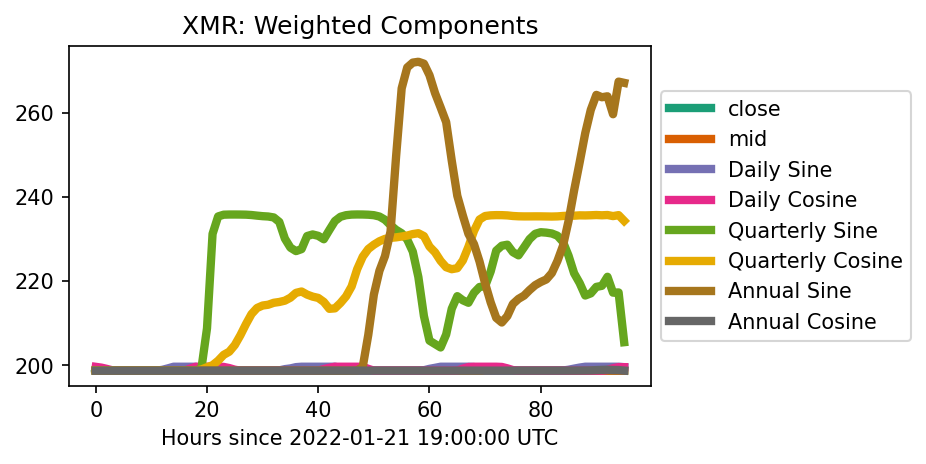 XMR: Weighted Components
260
240
220
200
0
20
40
60
80
Hours since 2022-01-21 19:00:00 UTC
close
mid
Daily Sine
Daily Cosine
Quarterly Sine
Quarterly Cosine
Annual Sine
Annual Cosine